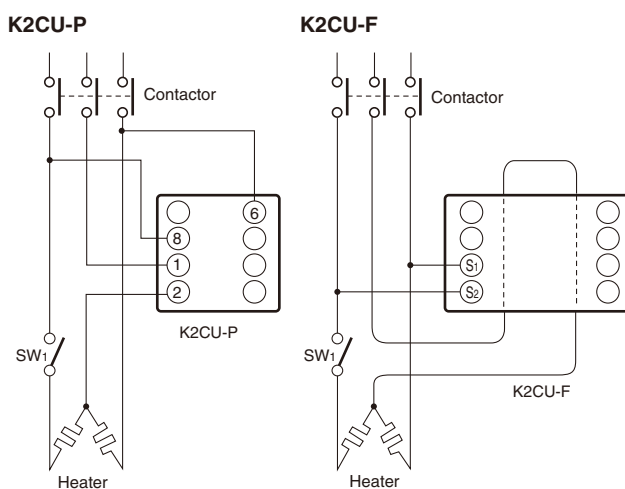 K2CU-P
Contactor
6
8
1
2
K2CU-P
SW1
Heater
K2CU-F
Contactor
S1
S2
SW1
K2CU-F
Heater